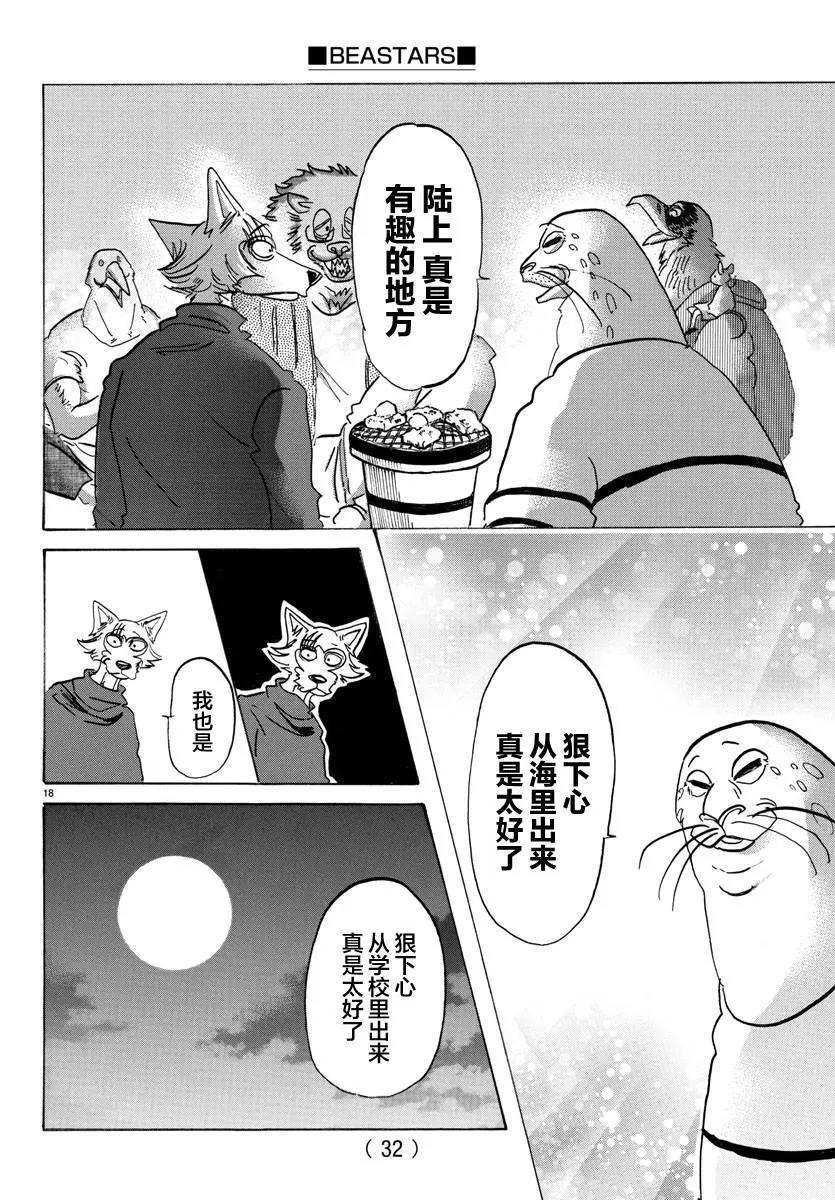 ■BEASTARS■
陆上 真是
有趣的地方
狠下心
从海里出来
真是太好了
我也是
18
狠下心
从学校里出来
真是太好了
( 32 )